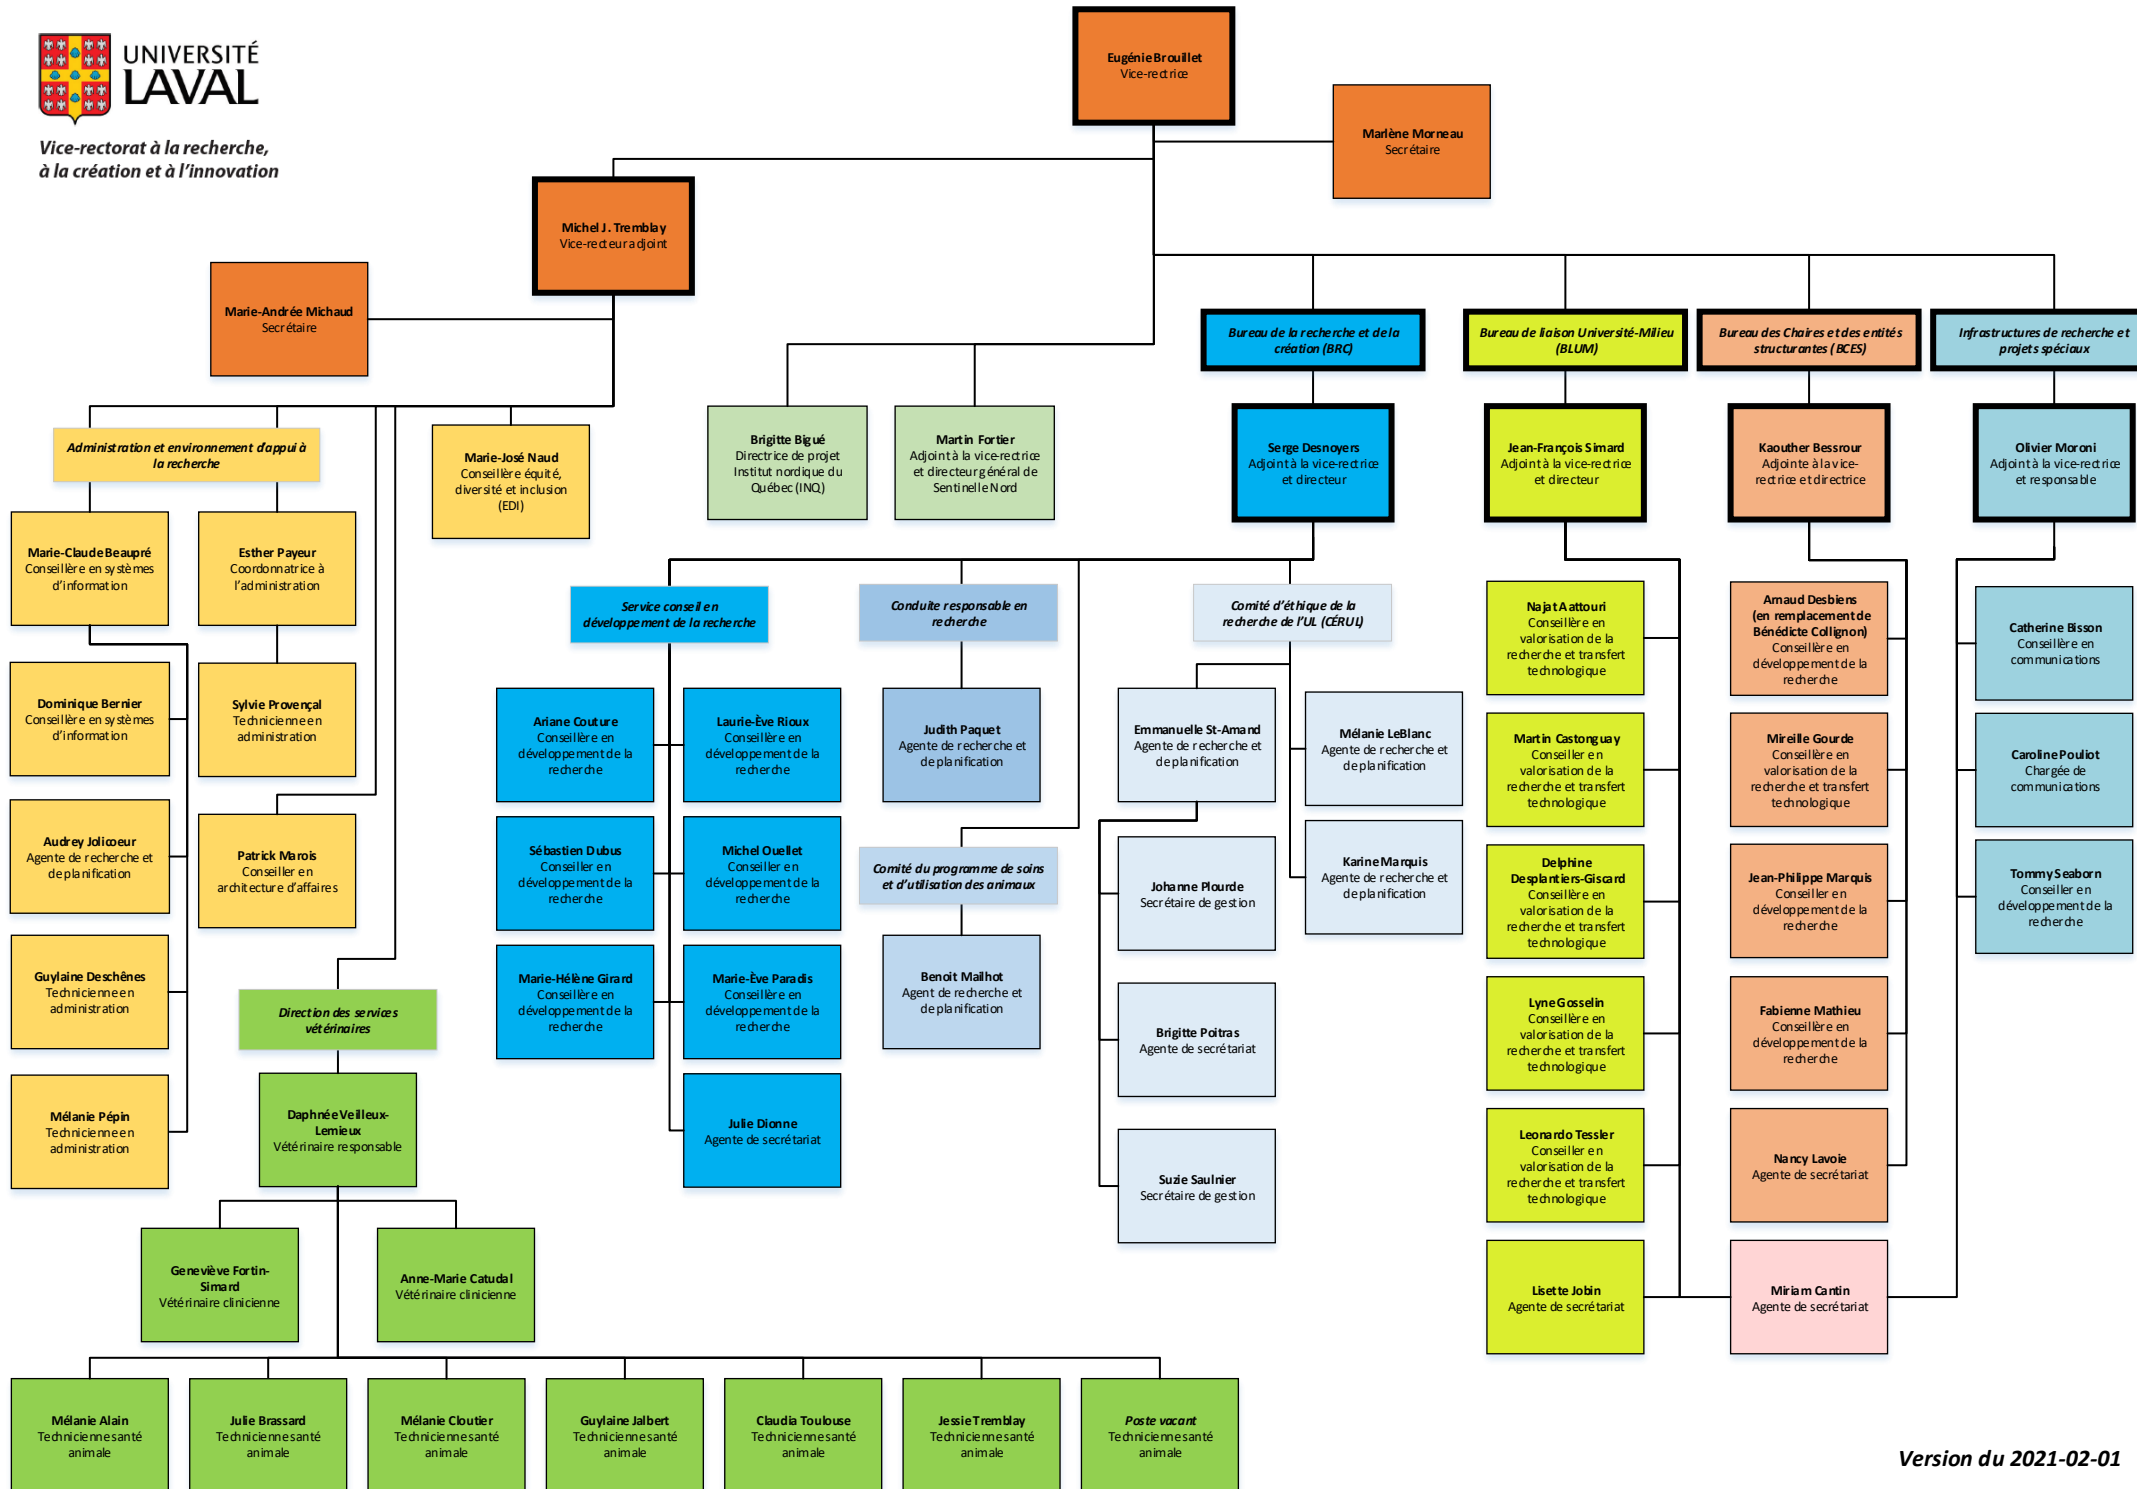 UNIVERSITÉ
LAVAL
Vice-rectorat à la recherche,
à la création et à l'innovation
Eugénie Brouillet
Vice-rectrice
Marlène Morneau
Secrétaire
Michel J. Tremblay
Vice-recteur adjoint
Marie-Andrée Michaud
Secrétaire
Bureau de la recherche et de la
création (BRC)
Bureau de liaison Université-Milieu
(BLUM)
Bureau des Chaires et des entités
structurantes (BCES)
Infrastructures de recherche et
projets spéciaux
Administration et environnement d'appui à
la recherche
Marie-José Naud
Conseillère équité,
diversité et inclusion
(EDI)
Brigitte Bigué
Directrice de projet
Institut nordique du
Québec (INQ)
Martin Fortier
Adjoint à la vice-rectrice
et directeur général de
Sentinelle Nord
Serge Desnoyers
Adjoint à la vice-rectrice
et directeur
Jean-François Simard
Adjoint à la vice-rectrice
et directeur
Kaouther Bessrour
Adjointe à la vice-
rectrice et directrice
Olivier Moroni
Adjoint à la vice-rectrice
et responsable
Marie-Claude Beaupré
Conseillère en systèmes
d'information
Esther Payeur
Coordonnatrice à
l'administration
Dominique Bernier
Conseillère en systèmes
d'information
Sylvie Provençal
Technicienne en
administration
Audrey Jolicoeur
Agente de recherche et
de planification
Patrick Marois
Conseiller en
architecture d'affaires
Guylaine Deschênes
Technicienne en
administration
Mélanie Pépin
Technicienne en
administration
Direction des services
vétérinaires
Daphnée Veilleux-
Lemieux
Vétérinaire responsable
Geneviève Fortin-
Simard
Vétérinaire clinicienne
Anne-Marie Catudal
Vétérinaire clinicienne
Mélanie Alain
Technicienne santé
animale
Julie Brassard
Technicienne santé
animale
Mélanie Cloutier
Technicienne santé
animale
Guylaine Jalbert
Technicienne santé
animale
Claudia Toulouse
Technicienne santé
animale
Jessie Tremblay
Technicienne santé
animale
Poste vacant
Technicienne santé
animale
Service conseil en
développement de la recherche
Ariane Couture
Conseillère en
développement de la
recherche
Laurie-Ève Rioux
Conseillère en
développement de la
recherche
Sébastien Dubus
Conseiller en
développement de la
recherche
Michel Ouellet
Conseiller en
développement de la
recherche
Marie-Hélène Girard
Conseillère en
développement de la
recherche
Marie-Ève Paradis
Conseillère en
développement de la
recherche
Julie Dionne
Agente de secrétariat
Conduite responsable en
recherche
Judith Paquet
Agente de recherche et
de planification
Comité du programme de soins
et d'utilisation des animaux
Benoit Mailhot
Agent de recherche et
de planification
Comité d'éthique de la
recherche de l'UL (CÉRUL)
Emmanuelle St-Amand
Agente de recherche et
de planification
Mélanie LeBlanc
Agente de recherche et
de planification
Karine Marquis
Agente de recherche et
de planification
Johanne Plourde
Secrétaire de gestion
Brigitte Poitras
Agente de secrétariat
Suzie Saulnier
Secrétaire de gestion
Najat Aattouri
Conseillère en
valorisation de la
recherche et transfert
technologique
Martin Castonguay
Conseiller en
valorisation de la
recherche et transfert
technologique
Delphine
Desplantiers-Giscard
Conseillère en
valorisation de la
recherche et transfert
technologique
Lyne Gosselin
Conseillère en
valorisation de la
recherche et transfert
technologique
Leonardo Tessler
Conseiller en
valorisation de la
recherche et transfert
technologique
Lisette Jobin
Agente de secrétariat
Arnaud Desbiens
(en remplacement de
Bénédicte Collignon)
Conseillère en
développement de la
recherche
Mireille Gourde
Conseillère en
valorisation de la
recherche et transfert
technologique
Jean-Philippe Marquis
Conseiller en
développement de la
recherche
Fabienne Mathieu
Conseillère en
développement de la
recherche
Nancy Lavoie
Agente de secrétariat
Miriam Cantin
Agente de secrétariat
Catherine Bisson
Conseillère en
communications
Caroline Pouliot
Chargée de
communications
Tommy Seaborn
Conseiller en
développement de la
recherche
Version du 2021-02-01